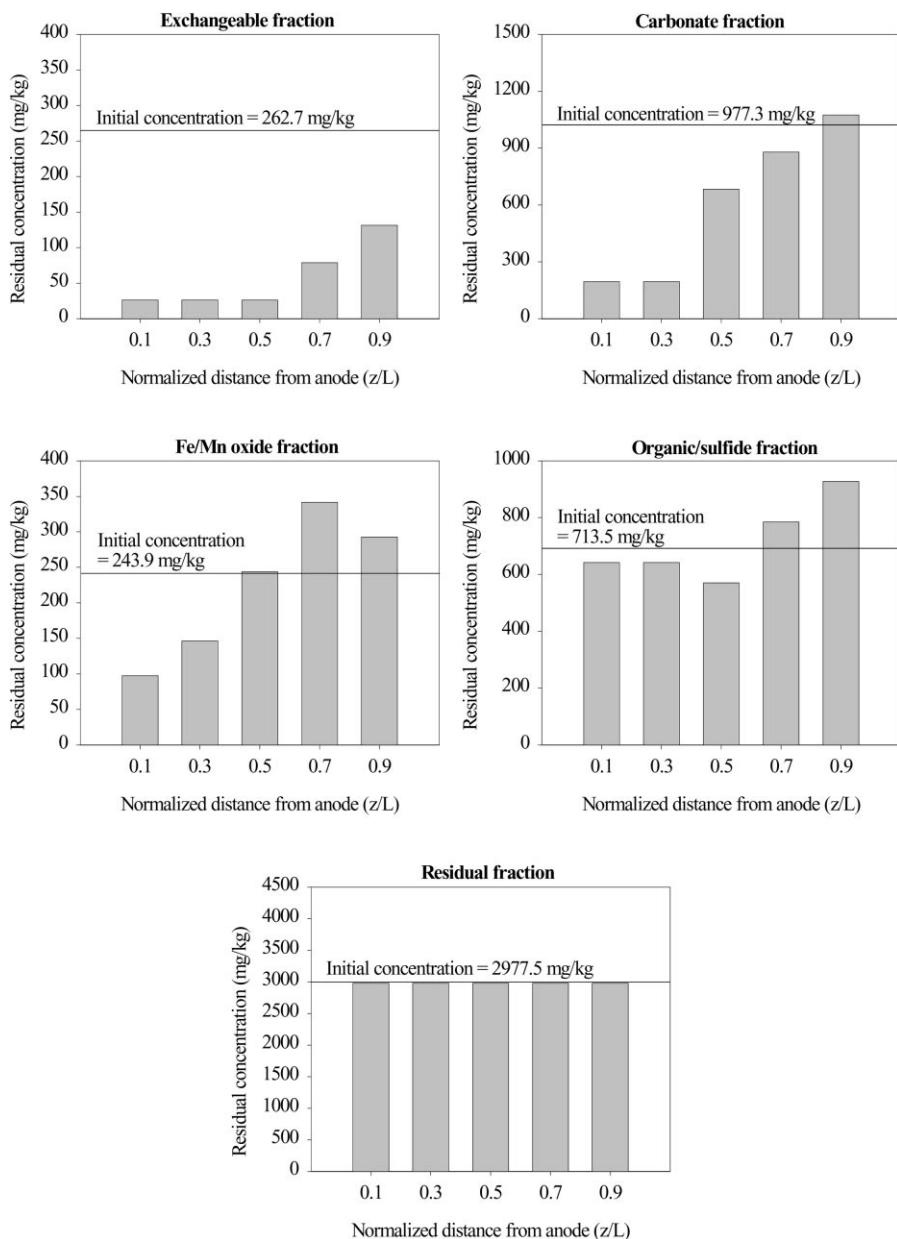 Exchangeable fraction
400
350
300
250
200
150
100
50
0
Residual concentration (mg/kg)
Initial concentration = 262.7 mg/kg
0.1 0.3 0.5 0.7 0.9
Normalized distance from anode (z/L)
Carbonate fraction
1500
1200
900
600
300
0
Residual concentration (mg/kg)
Initial concentration = 977.3 mg/kg
0.1 0.3 0.5 0.7 0.9
Normalized distance from anode (z/L)
Fe/Mn oxide fraction
400
350
300
250
200
150
100
50
0
Residual concentration (mg/kg)
Initial concentration
= 243.9 mg/kg
0.1 0.3 0.5 0.7 0.9
Normalized distance from anode (z/L)
Organic/sulfide fraction
1000
800
600
400
200
0
Residual concentration (mg/kg)
Initial concentration
= 713.5 mg/kg
0.1 0.3 0.5 0.7 0.9
Normalized distance from anode (z/L)
Residual fraction
4500
4000
3500
3000
2500
2000
1500
1000
500
0
Residual concentration (mg/kg)
Initial concentration = 2977.5 mg/kg
0.1 0.3 0.5 0.7 0.9
Normalized distance from anode (z/L)